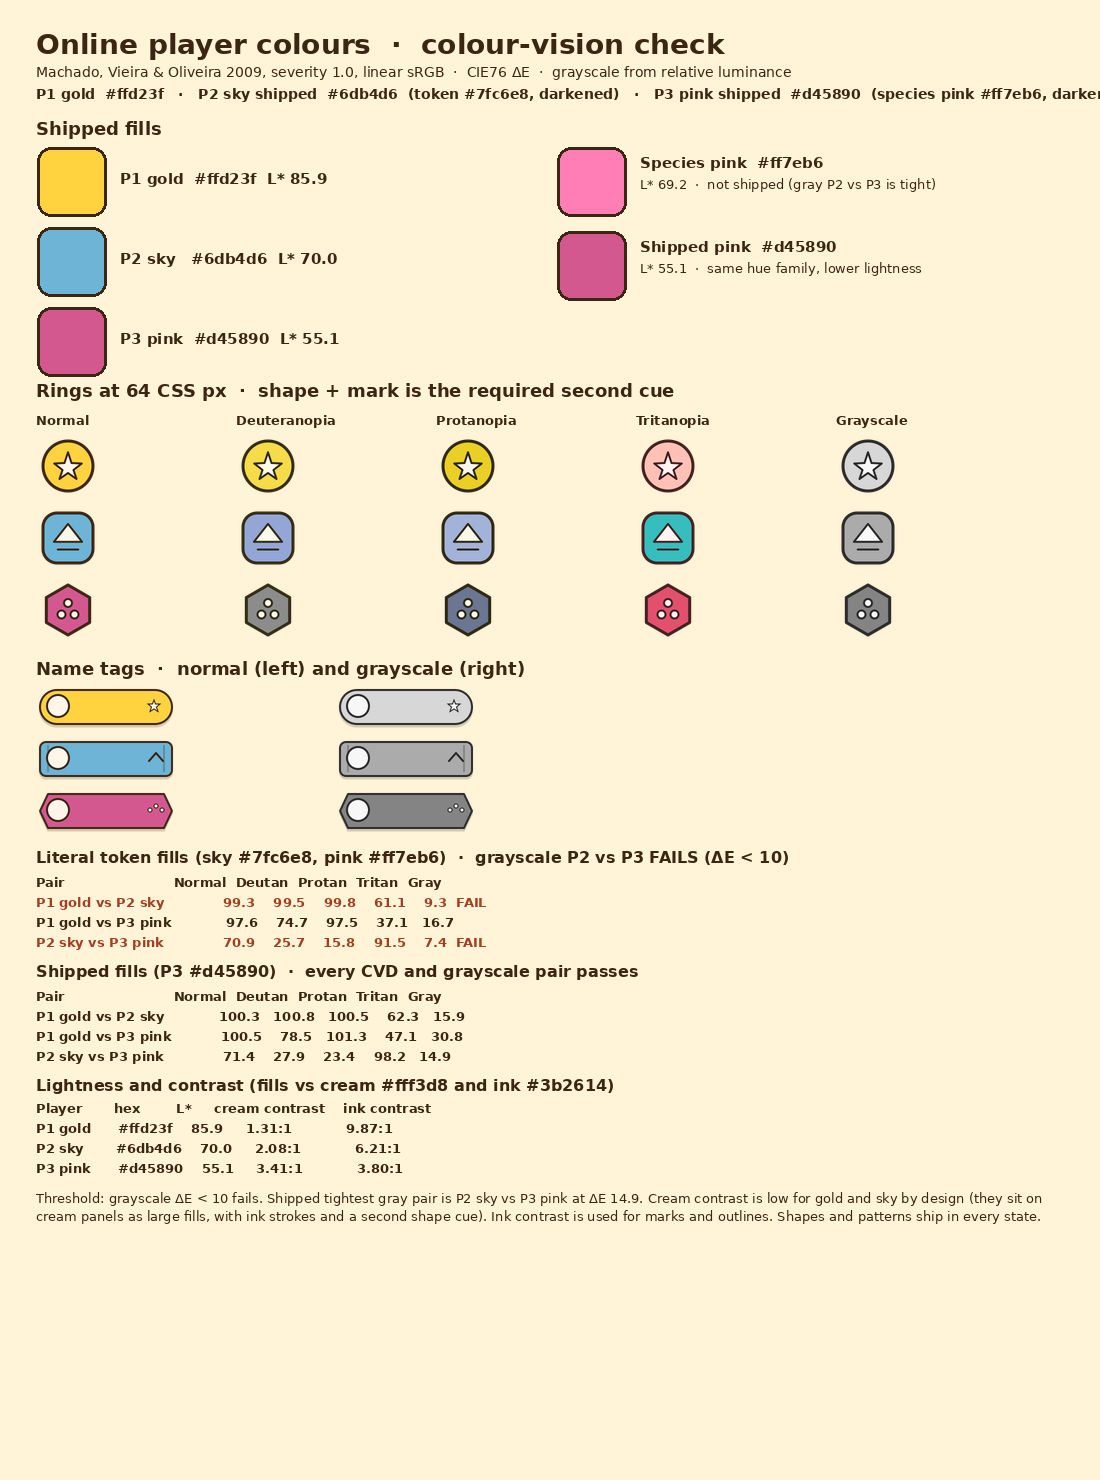 Online player colours · colour-vision check
Machado, Vieira & Oliveira 2009, severity 1.0, linear sRGB · CIE76 ΔE · grayscale from relative luminance
P1 gold #ffd23f · P2 sky shipped #6db4d6 (token #7fc6e8, darkened) · P3 pink shipped #d45890 (species pink #ff7eb6, darker
Shipped fills
P1 gold #ffd23f L* 85.9
Species pink #ff7eb6
L* 69.2 · not shipped (gray P2 vs P3 is tight)
P2 sky #6db4d6 L* 70.0
Shipped pink #d45890
L* 55.1 · same hue family, lower lightness
P3 pink #d45890 L* 55.1
Rings at 64 CSS px · shape + mark is the required second cue
Normal Deuteranopia Protanopia Tritanopia Grayscale
Name tags · normal (left) and grayscale (right)
Literal token fills (sky #7fc6e8, pink #ff7eb6) · grayscale P2 vs P3 FAILS (ΔE < 10)
Pair Normal Deutan Protan Tritan Gray
P1 gold vs P2 sky 99.3 99.5 99.8 61.1 9.3 FAIL
P1 gold vs P3 pink 97.6 74.7 97.5 37.1 16.7
P2 sky vs P3 pink 70.9 25.7 15.8 91.5 7.4 FAIL
Shipped fills (P3 #d45890) · every CVD and grayscale pair passes
Pair Normal Deutan Protan Tritan Gray
P1 gold vs P2 sky 100.3 100.8 100.5 62.3 15.9
P1 gold vs P3 pink 100.5 78.5 101.3 47.1 30.8
P2 sky vs P3 pink 71.4 27.9 23.4 98.2 14.9
Lightness and contrast (fills vs cream #fff3d8 and ink #3b2614)
Player hex L* cream contrast ink contrast
P1 gold #ffd23f 85.9 1.31:1 9.87:1
P2 sky #6db4d6 70.0 2.08:1 6.21:1
P3 pink #d45890 55.1 3.41:1 3.80:1
Threshold: grayscale ΔE < 10 fails. Shipped tightest gray pair is P2 sky vs P3 pink at ΔE 14.9. Cream contrast is low for gold and sky by design (they sit on
cream panels as large fills, with ink strokes and a second shape cue). Ink contrast is used for marks and outlines. Shapes and patterns ship in every state.